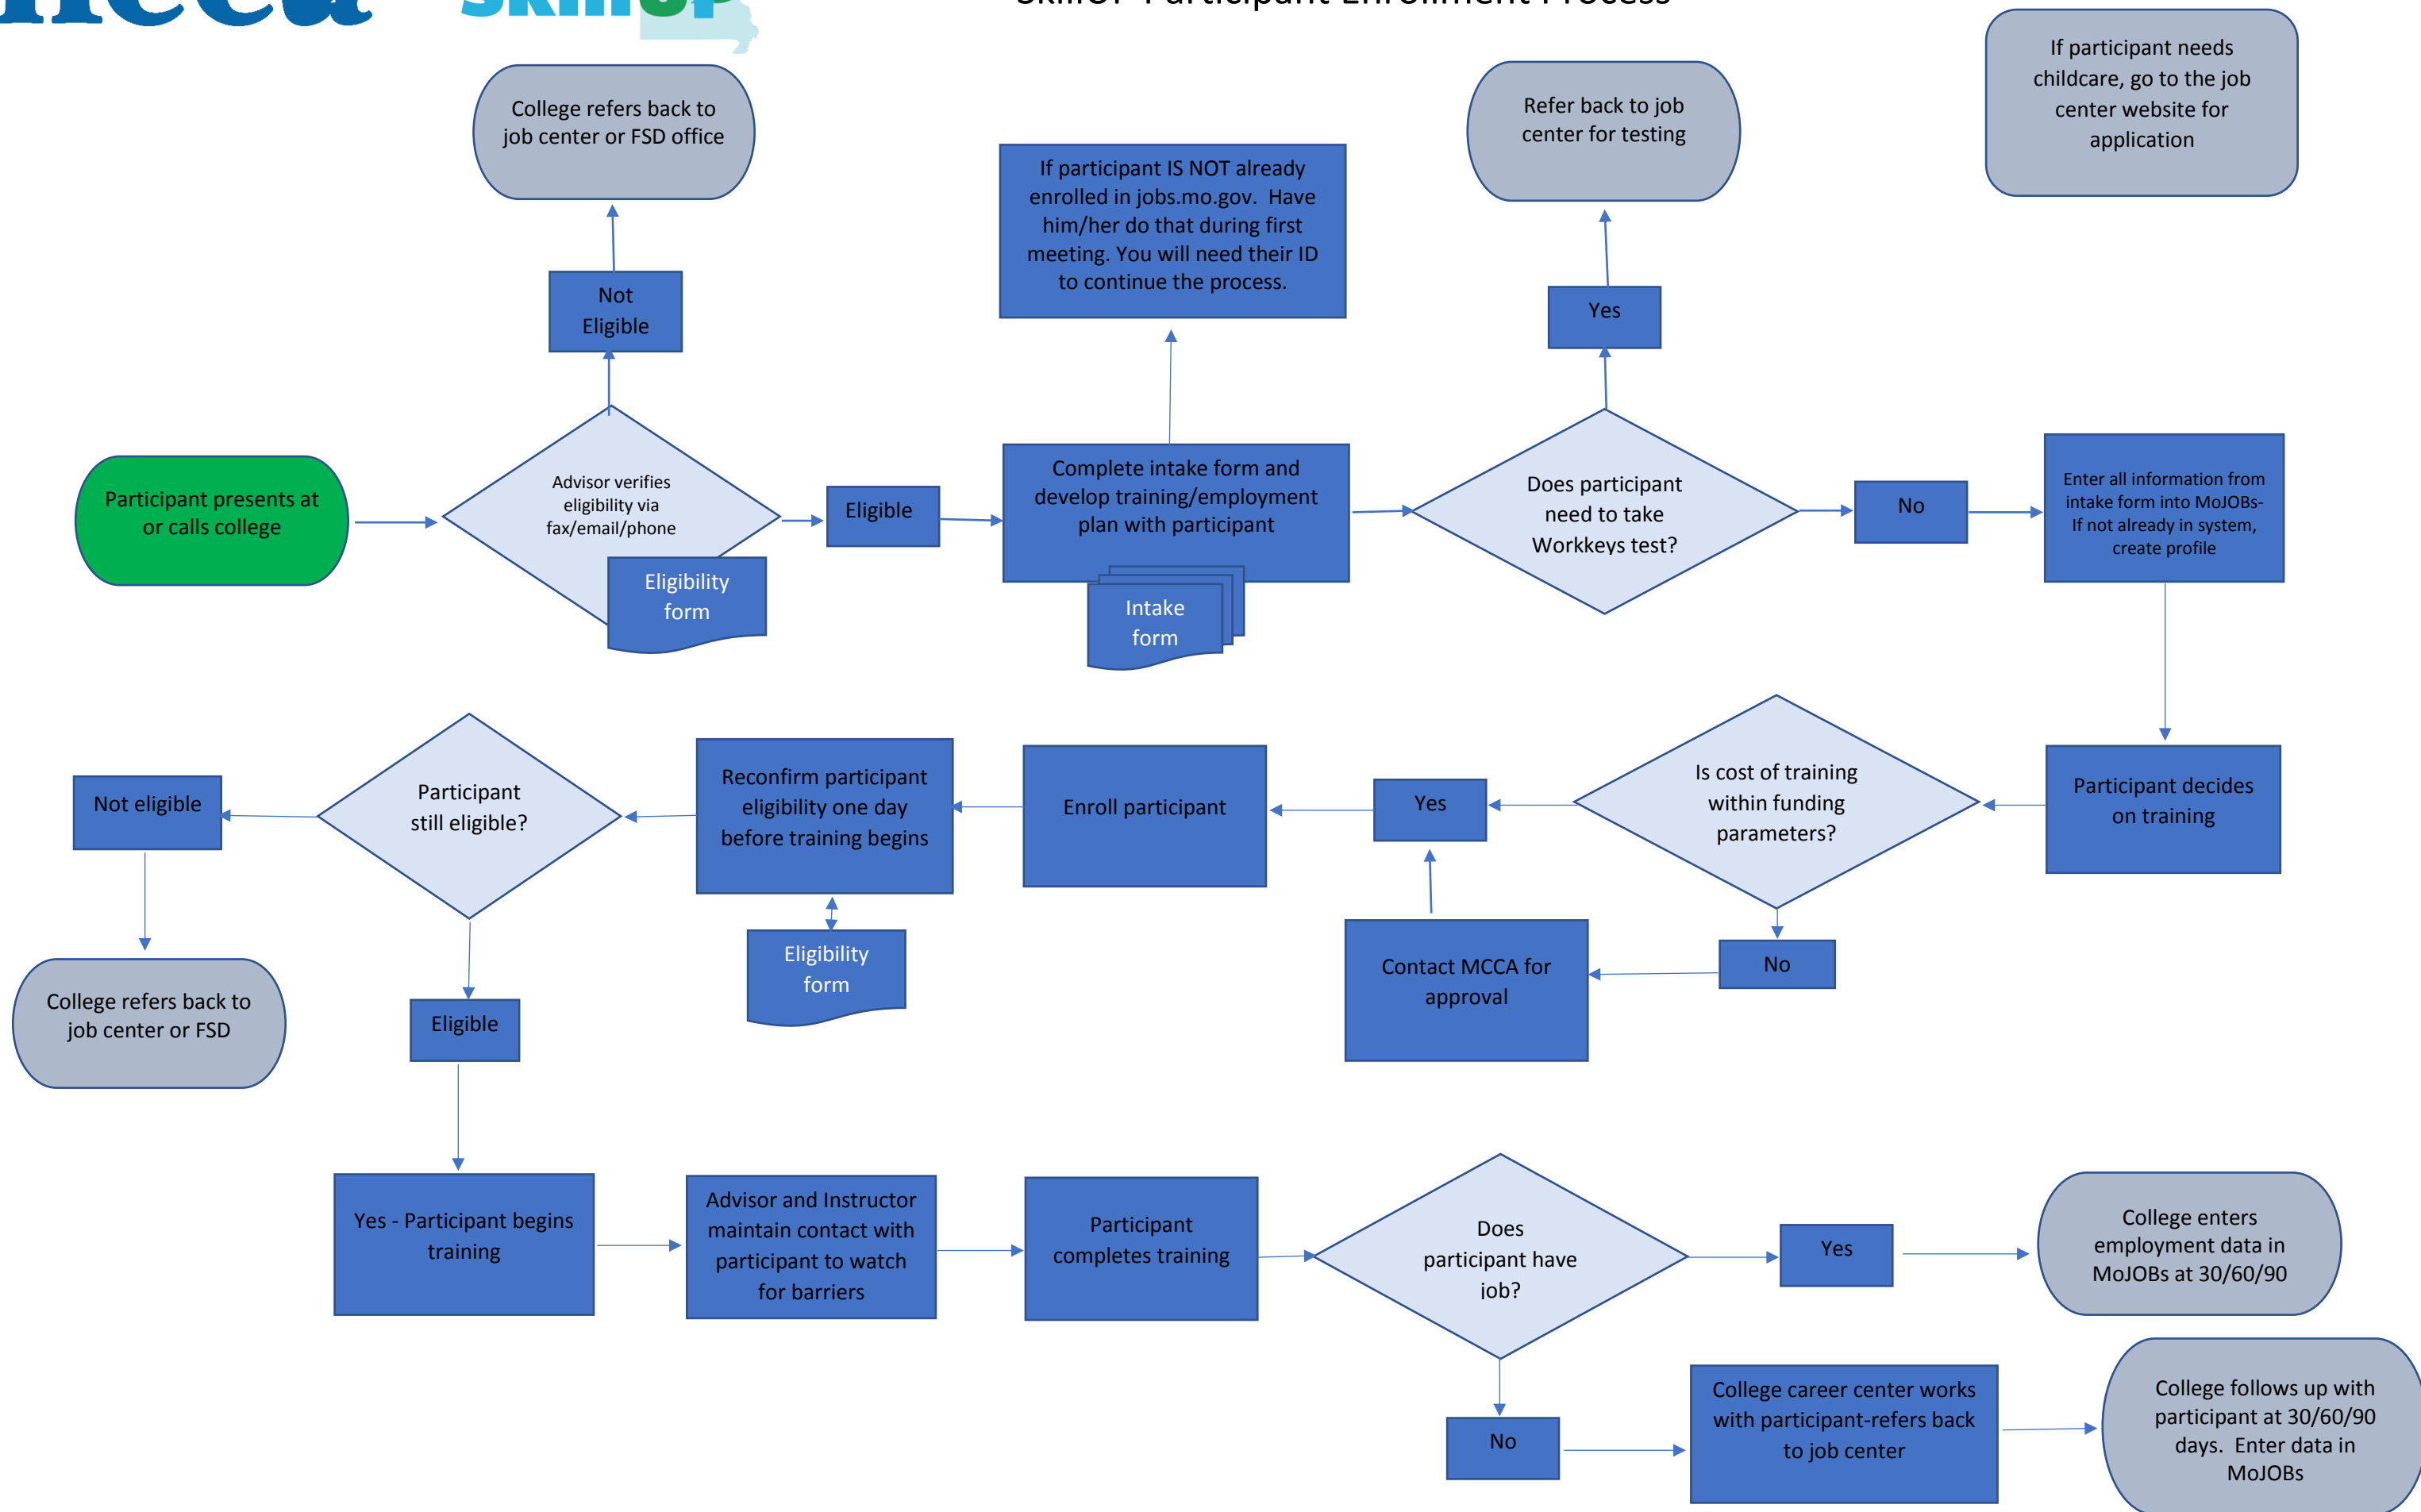 mcca
skillup
SkillUP Participant Enrollment Process
If participant needs
childcare, go to the job
center website for
application
College refers back to
job center or FSD office
Refer back to job
center for testing
If participant IS NOT already
enrolled in jobs.mo.gov.  Have
him/her do that during first
meeting. You will need their ID
to continue the process.
Not
Eligible
Yes
Participant presents at
or calls college
Advisor verifies
eligibility via
fax/email/phone
Eligibility
form
Eligible
Complete intake form and
develop training/employment
plan with participant
Intake
form
Does participant
need to take
Workkeys test?
No
Enter all information from
intake form into MoJOBs-
If not already in system,
create profile
Participant decides
on training
Is cost of training
within funding
parameters?
Yes
No
Contact MCCA for
approval
Enroll participant
Reconfirm participant
eligibility one day
before training begins
Eligibility
form
Participant
still eligible?
Not eligible
College refers back to
job center or FSD
Eligible
Yes - Participant begins
training
Advisor and Instructor
maintain contact with
participant to watch
for barriers
Participant
completes training
Does
participant have
job?
Yes
College enters
employment data in
MoJOBs at 30/60/90
No
College career center works
with participant-refers back
to job center
College follows up with
participant at 30/60/90
days.  Enter data in
MoJOBs